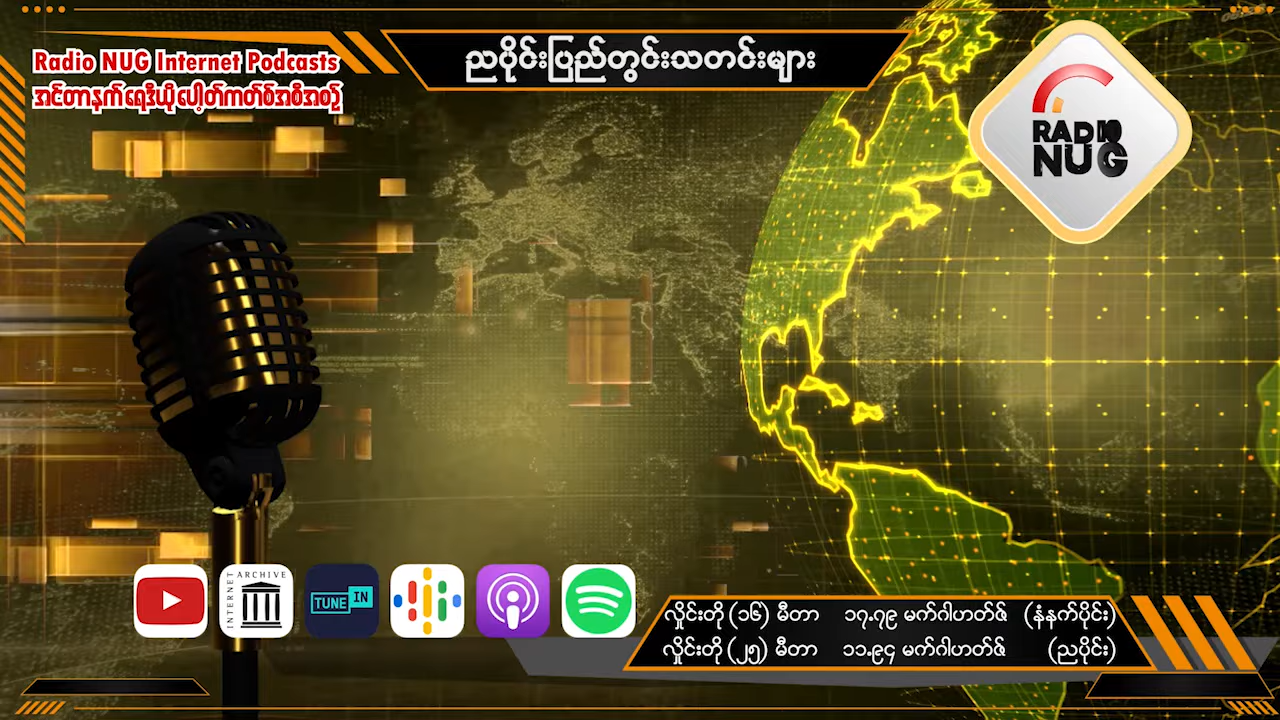 Radio NUG Internet Podcasts
အင်တာနက်ရေဒီယို ပေါ့တ်ကတ်စ်အစီအစဉ်
ညပိုင်းပြည်တွင်းသတင်းများ
RADIO
NUG
INTERNET ARCHIVE
TUNE IN
လှိုင်းတို (၁၆) မီတာ ၁၇.၇၉ မက်ဂါဟတ်ဇ် (နံနက်ပိုင်း)
လှိုင်းတို (၂၅) မီတာ ၁၁.၉၄ မက်ဂါဟတ်ဇ် (ညပိုင်း)